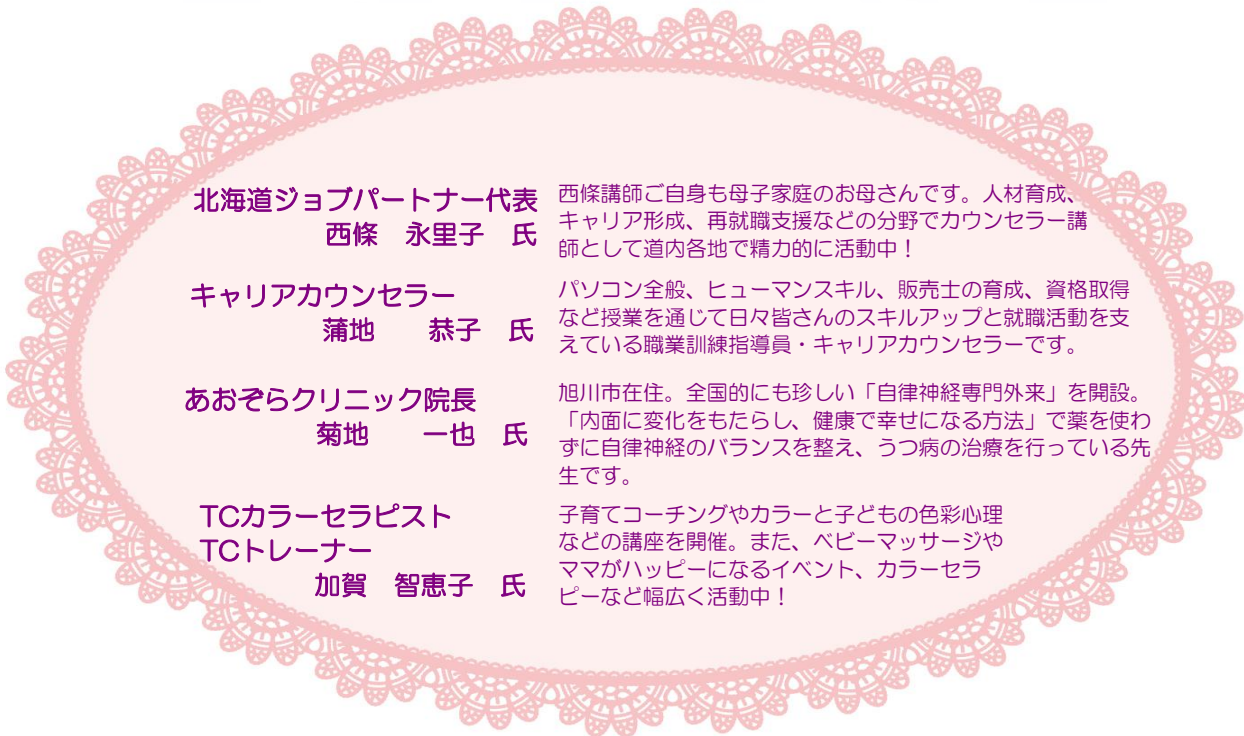 北海道ジョブパートナー代表
西條　永里子　氏
西條講師ご自身も母子家庭のお母さんです。人材育成、
キャリア形成、再就職支援などの分野でカウンセラー講
師として道内各地で精力的に活動中！
キャリアカウンセラー
蒲地　　恭子　氏
パソコン全般、ヒューマンスキル、販売士の育成、資格取得
など授業を通じて日々皆さんのスキルアップと就職活動を支
えている職業訓練指導員・キャリアカウンセラーです。
あおぞらクリニック院長
菊地　　一也　氏
旭川市在住。全国的にも珍しい「自律神経専門外来」を開設。
「内面に変化をもたらし、健康で幸せになる方法」で薬を使わ
ずに自律神経のバランスを整え、うつ病の治療を行っている先
生です。
TCカラーセラピスト
TCトレーナー
加賀　智恵子　氏
子育てコーチングやカラーと子どもの色彩心理
などの講座を開催。また、ベビーマッサージや
ママがハッピーになるイベント、カラーセラ
ピーなど幅広く活動中！